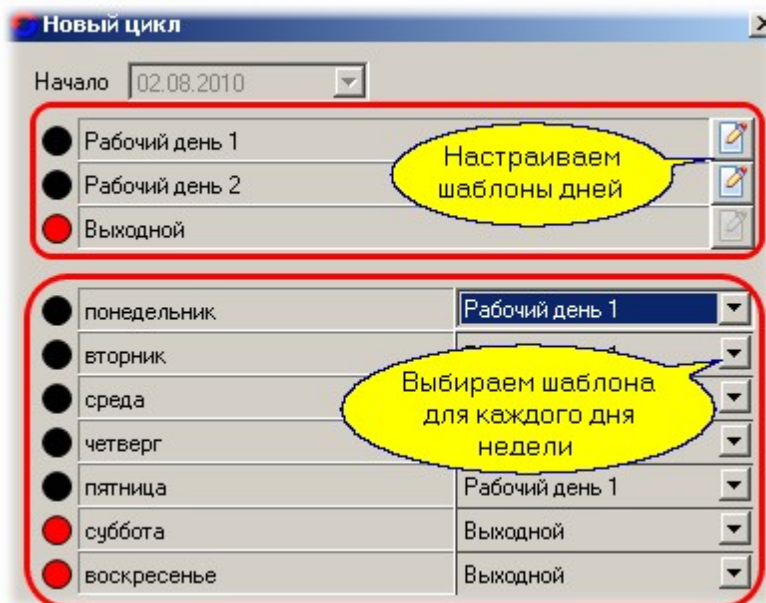 Новый цикл
Начало 02.08.2010
Рабочий день 1
Настраиваем
шаблоны дней
Рабочий день 2
Выходной
понедельник Рабочий день 1
вторник
Выбираем шаблона
для каждого дня
недели
среда
четверг
пятница Рабочий день 1
суббота Выходной
воскресенье Выходной